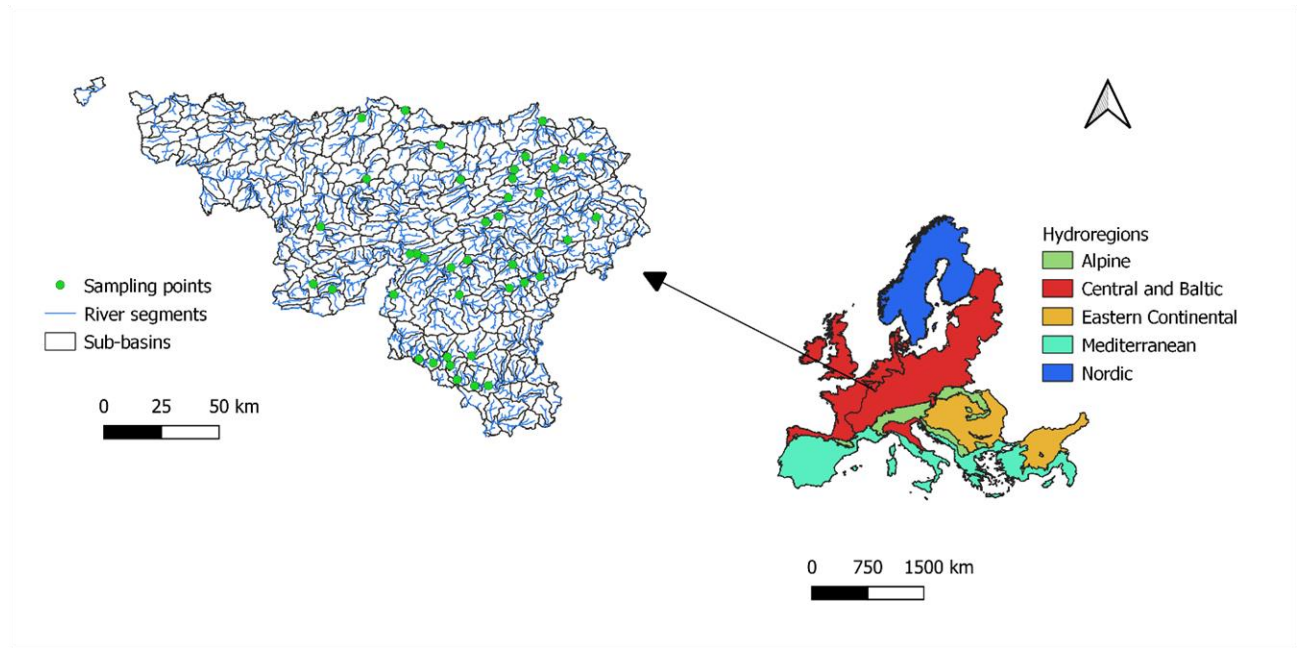 Sampling points
River segments
Sub-basins
0 25 50 km
Hydroregions
Alpine
Central and Baltic
Eastern Continental
Mediterranean
Nordic
0 750 1500 km